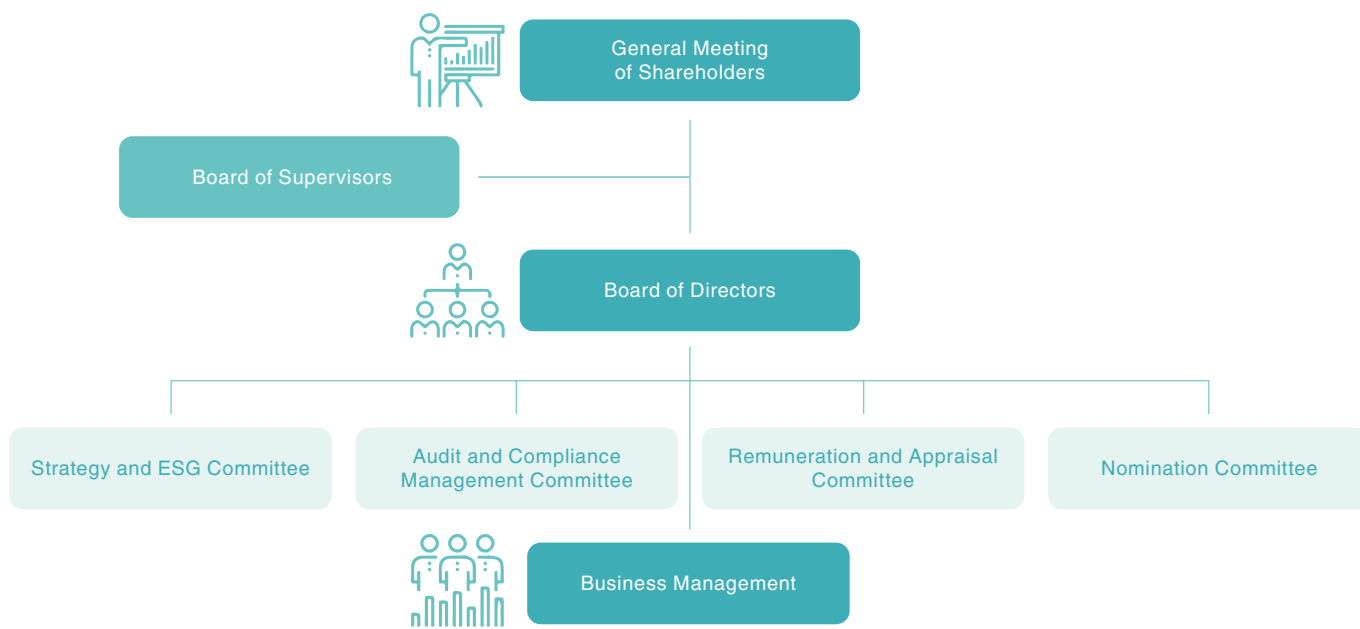 General Meeting
of Shareholders
Board of Supervisors
Board of Directors
Strategy and ESG Committee
Audit and Compliance
Management Committee
Remuneration and Appraisal
Committee
Nomination Committee
Business Management